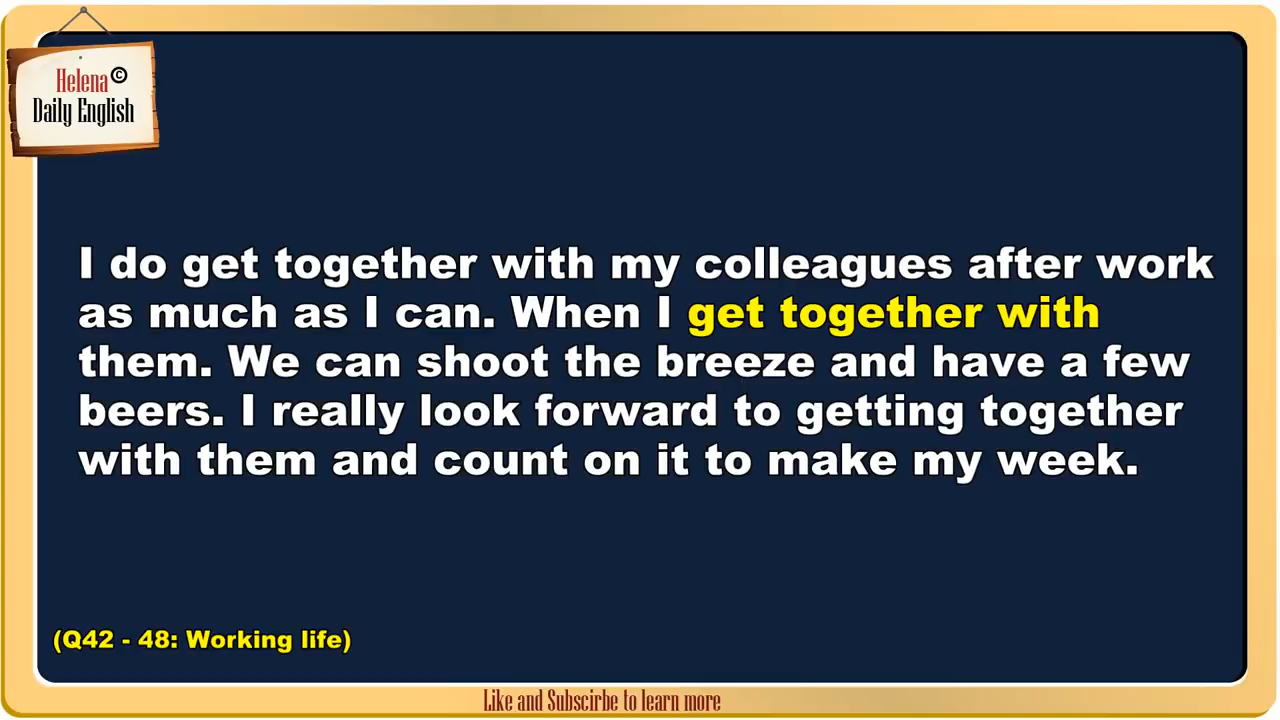 Helena©
Daily English
I do get together with my colleagues after work
as much as I can. When I get together with
them. We can shoot the breeze and have a few
beers. I really look forward to getting together
with them and count on it to make my week.
(Q42 - 48: Working life)
Like and Subscirbe to learn more